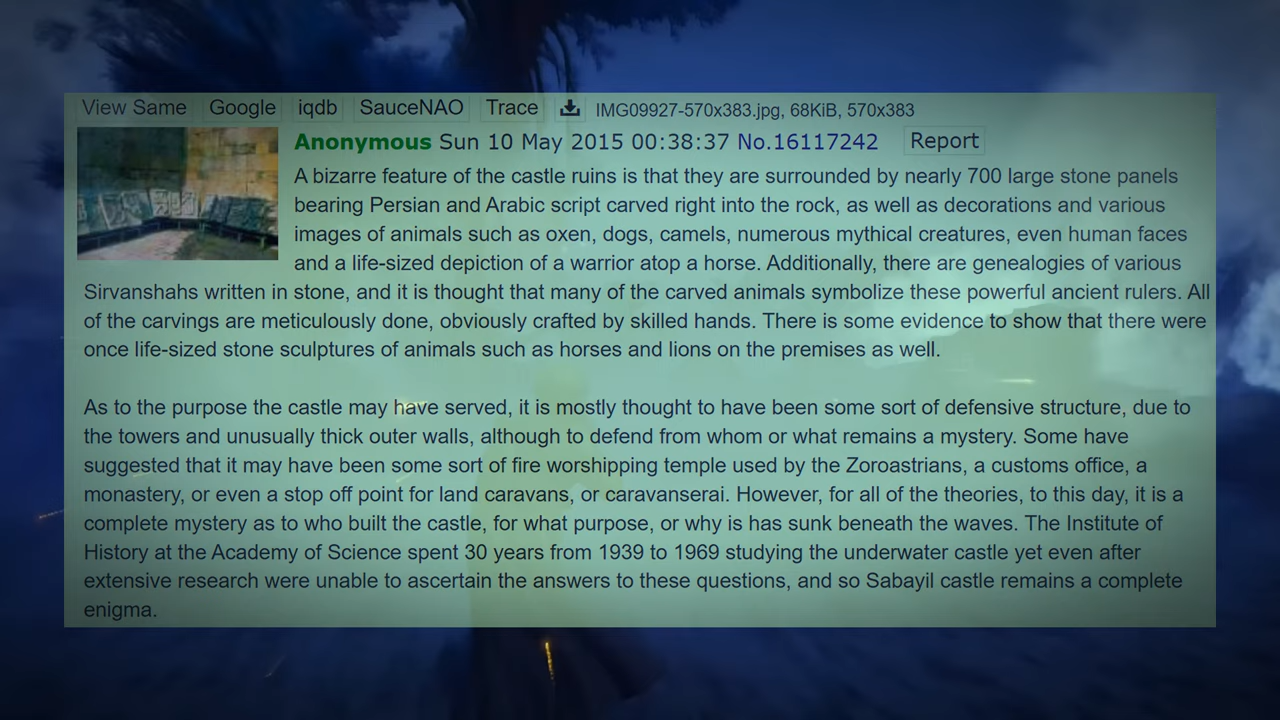 View Same Google iqdb SauceNAO Trace IMG09927-570x383.jpg, 68KiB, 570x383
Anonymous Sun 10 May 2015 00:38:37 No.16117242 Report
A bizarre feature of the castle ruins is that they are surrounded by nearly 700 large stone panels
bearing Persian and Arabic script carved right into the rock, as well as decorations and various
images of animals such as oxen, dogs, camels, numerous mythical creatures, even human faces
and a life-sized depiction of a warrior atop a horse. Additionally, there are genealogies of various
Sirvanshahs written in stone, and it is thought that many of the carved animals symbolize these powerful ancient rulers. All
of the carvings are meticulously done, obviously crafted by skilled hands. There is some evidence to show that there were
once life-sized stone sculptures of animals such as horses and lions on the premises as well.
As to the purpose the castle may have served, it is mostly thought to have been some sort of defensive structure, due to
the towers and unusually thick outer walls, although to defend from whom or what remains a mystery. Some have
suggested that it may have been some sort of fire worshipping temple used by the Zoroastrians, a customs office, a
monastery, or even a stop off point for land caravans, or caravanserai. However, for all of the theories, to this day, it is a
complete mystery as to who built the castle, for what purpose, or why is has sunk beneath the waves. The Institute of
History at the Academy of Science spent 30 years from 1939 to 1969 studying the underwater castle yet even after
extensive research were unable to ascertain the answers to these questions, and so Sabayil castle remains a complete
enigma.